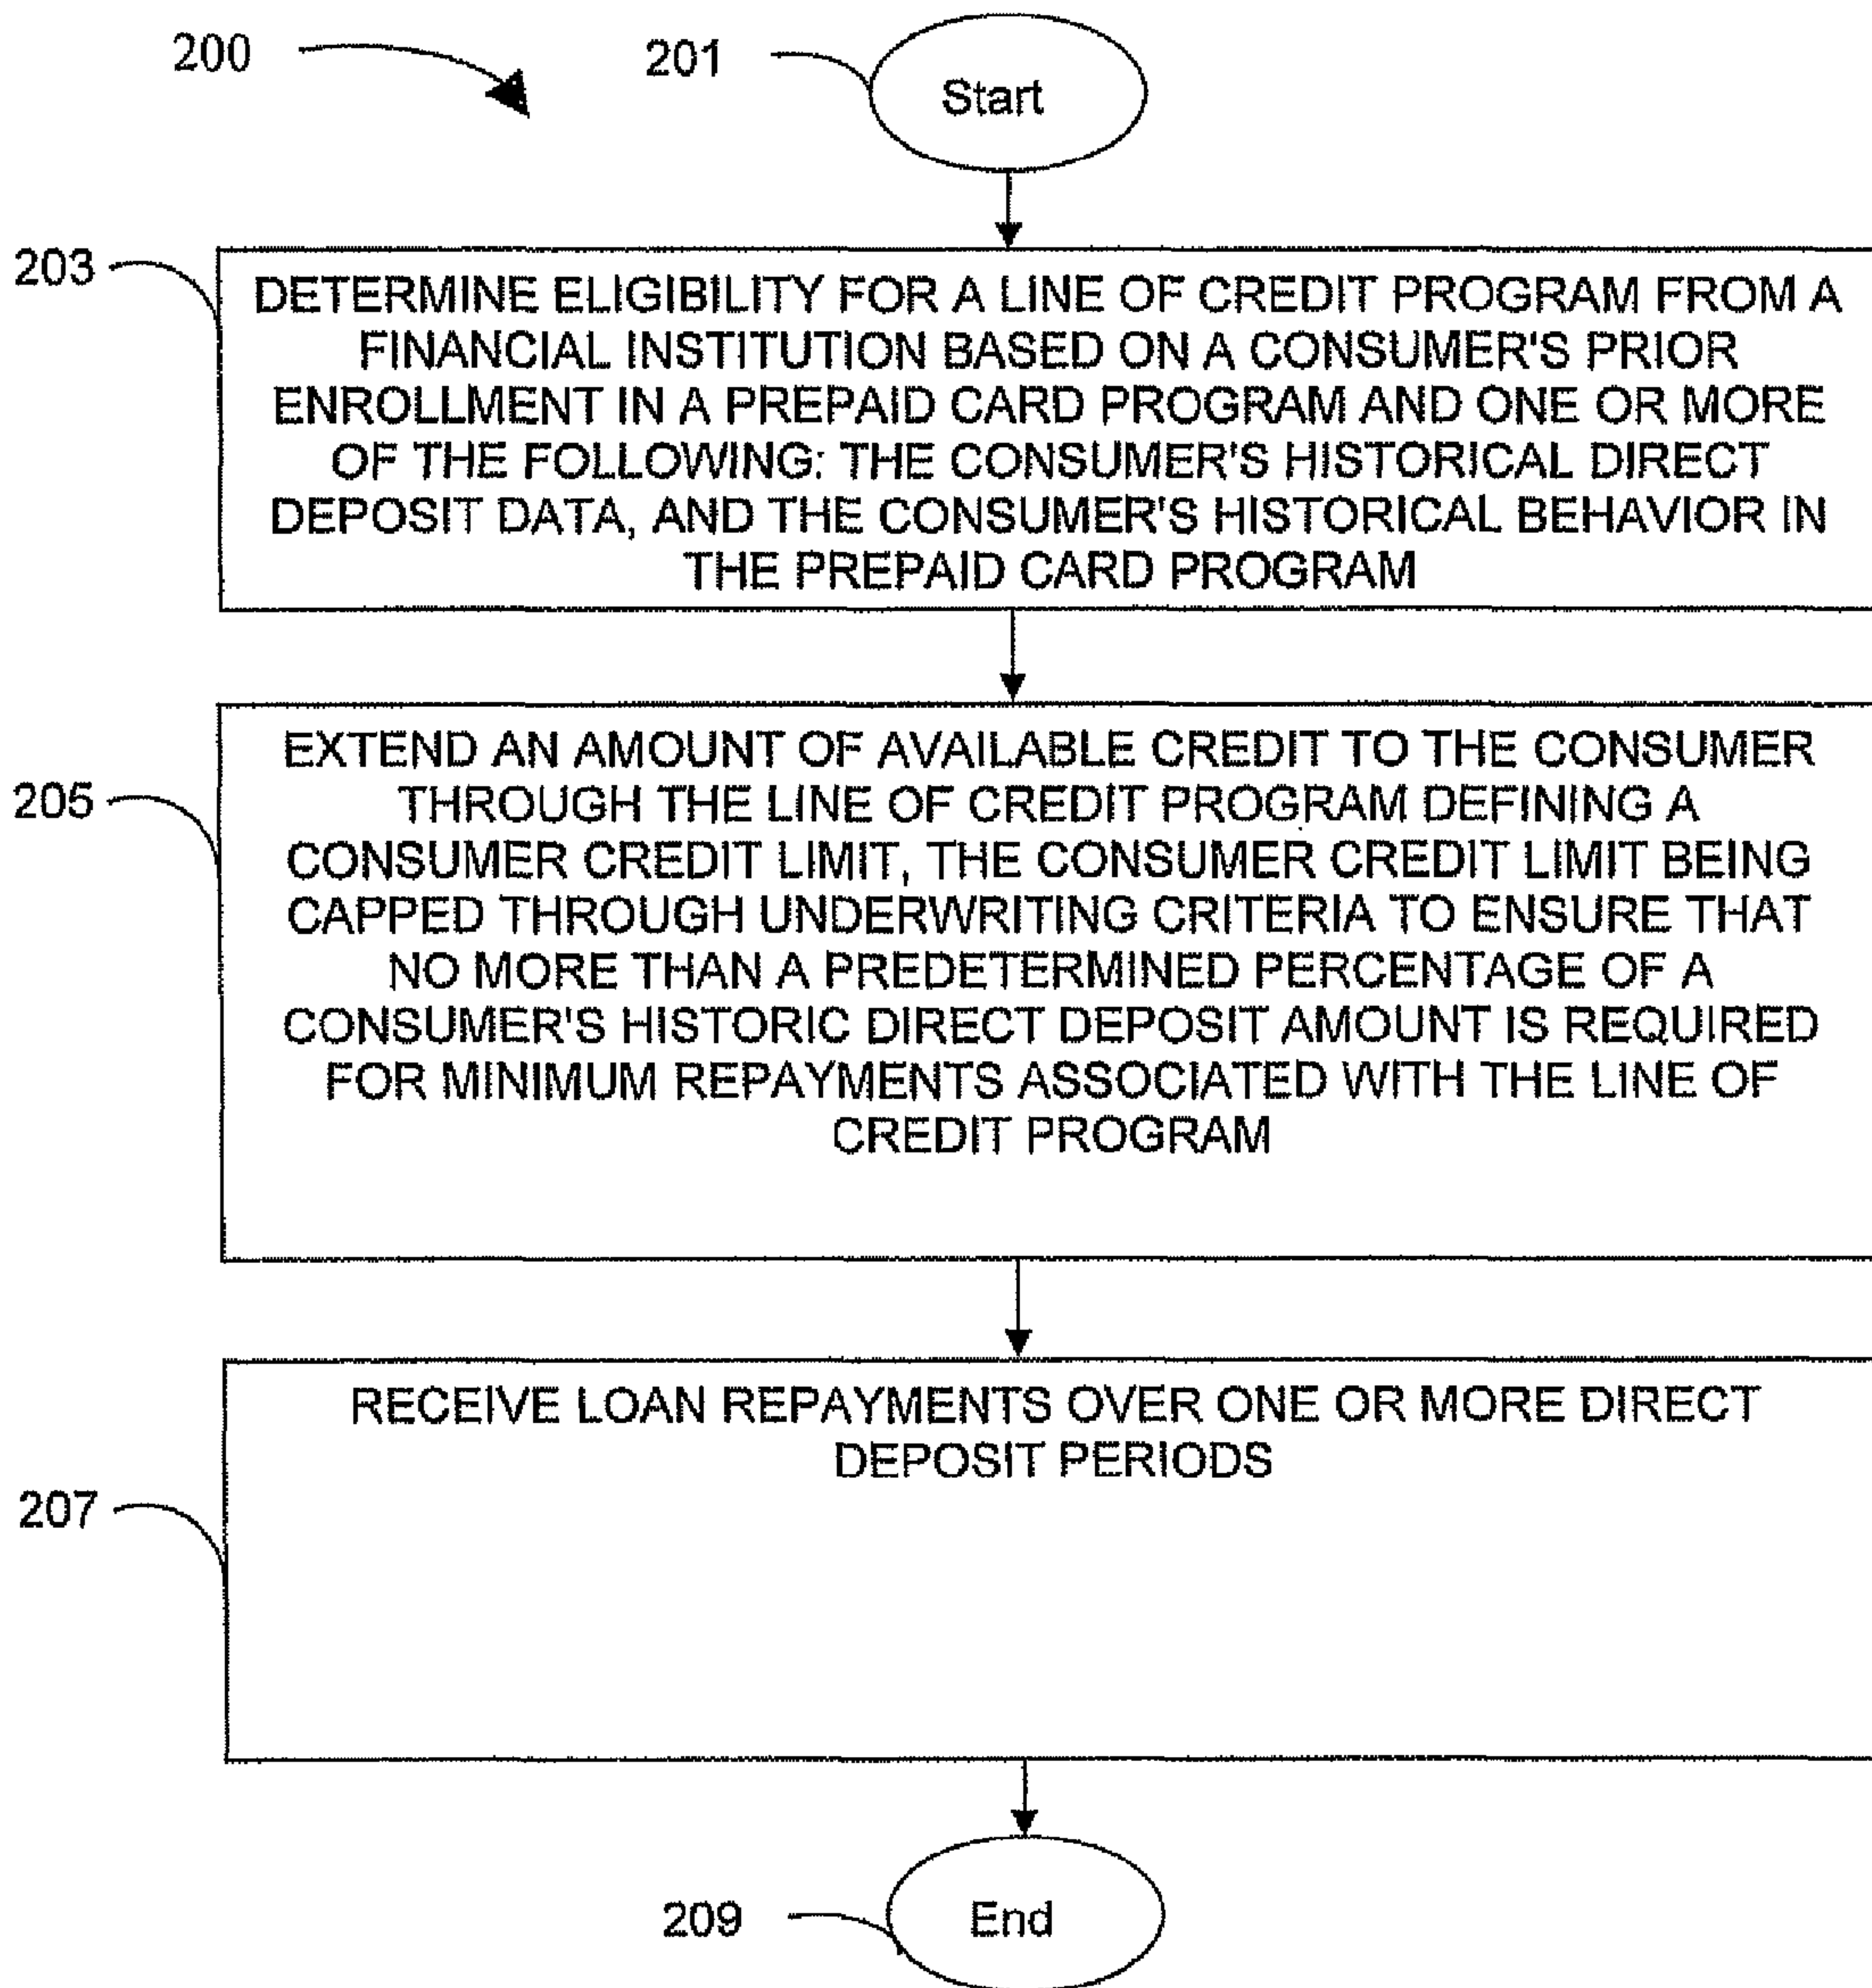 200
201
Start
203
DETERMINE ELIGIBILITY FOR A LINE OF CREDIT PROGRAM FROM A
FINANCIAL INSTITUTION BASED ON A CONSUMER'S PRIOR
ENROLLMENT IN A PREPAID CARD PROGRAM AND ONE OR MORE
OF THE FOLLOWING: THE CONSUMER'S HISTORICAL DIRECT
DEPOSIT DATA, AND THE CONSUMER'S HISTORICAL BEHAVIOR IN
THE PREPAID CARD PROGRAM
205
EXTEND AN AMOUNT OF AVAILABLE CREDIT TO THE CONSUMER
THROUGH THE LINE OF CREDIT PROGRAM DEFINING A
CONSUMER CREDIT LIMIT, THE CONSUMER CREDIT LIMIT BEING
CAPPED THROUGH UNDERWRITING CRITERIA TO ENSURE THAT
NO MORE THAN A PREDETERMINED PERCENTAGE OF A
CONSUMER'S HISTORIC DIRECT DEPOSIT AMOUNT IS REQUIRED
FOR MINIMUM REPAYMENTS ASSOCIATED WITH THE LINE OF
CREDIT PROGRAM
207
RECEIVE LOAN REPAYMENTS OVER ONE OR MORE DIRECT
DEPOSIT PERIODS
209
End